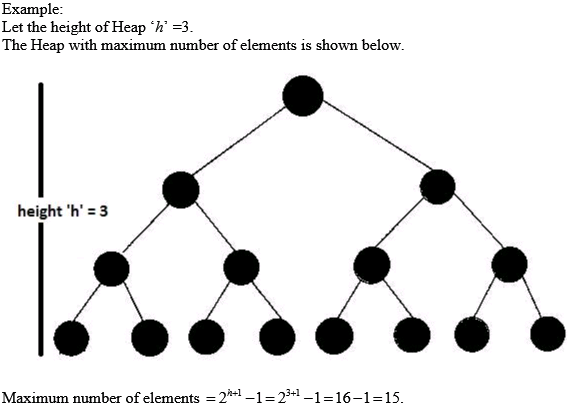 Example:
Let the height of Heap ‘h’ =3.
The Heap with maximum number of elements is shown below.
height 'h' = 3
Maximum number of elements = 2^{h+1} −1 = 2^{3+1} −1 = 16 −1 = 15.